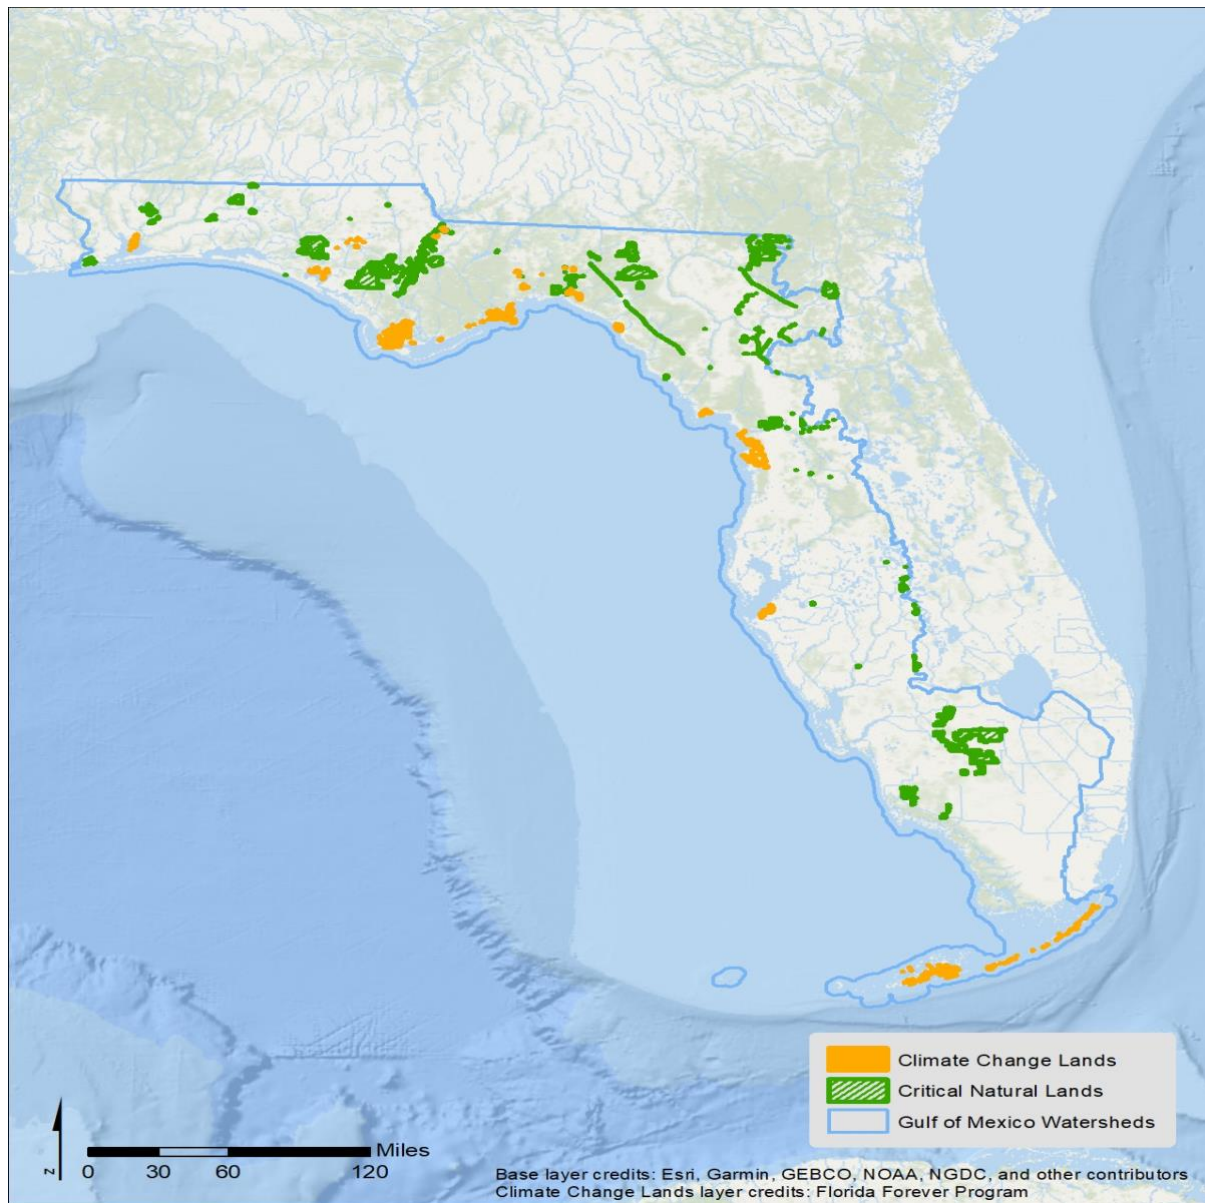 Climate Change Lands
Critical Natural Lands
Gulf of Mexico Watersheds
N
Miles
0 30 60 120
Base layer credits: Esri, Garmin, GEBCO, NOAA, NGDC, and other contributors
Climate Change Lands layer credits: Florida Forever Program